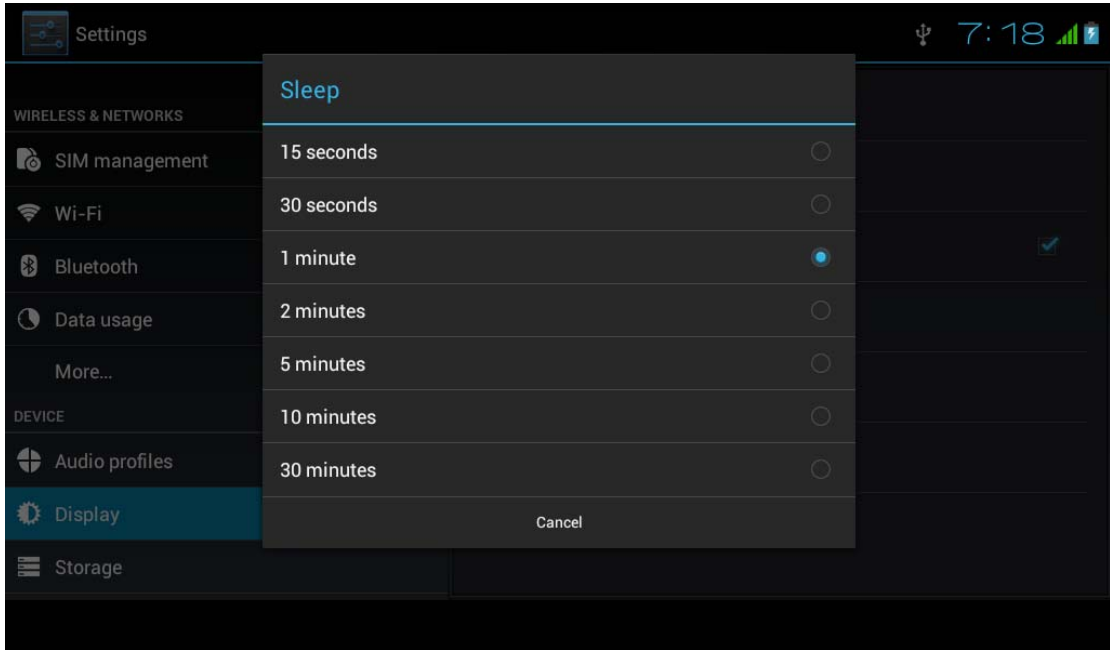 Settings
7:18
WIRELESS & NETWORKS
SIM management
Wi-Fi
Bluetooth
Data usage
More...
DEVICE
Audio profiles
Display
Storage
Sleep
15 seconds
30 seconds
1 minute
2 minutes
5 minutes
10 minutes
30 minutes
Cancel